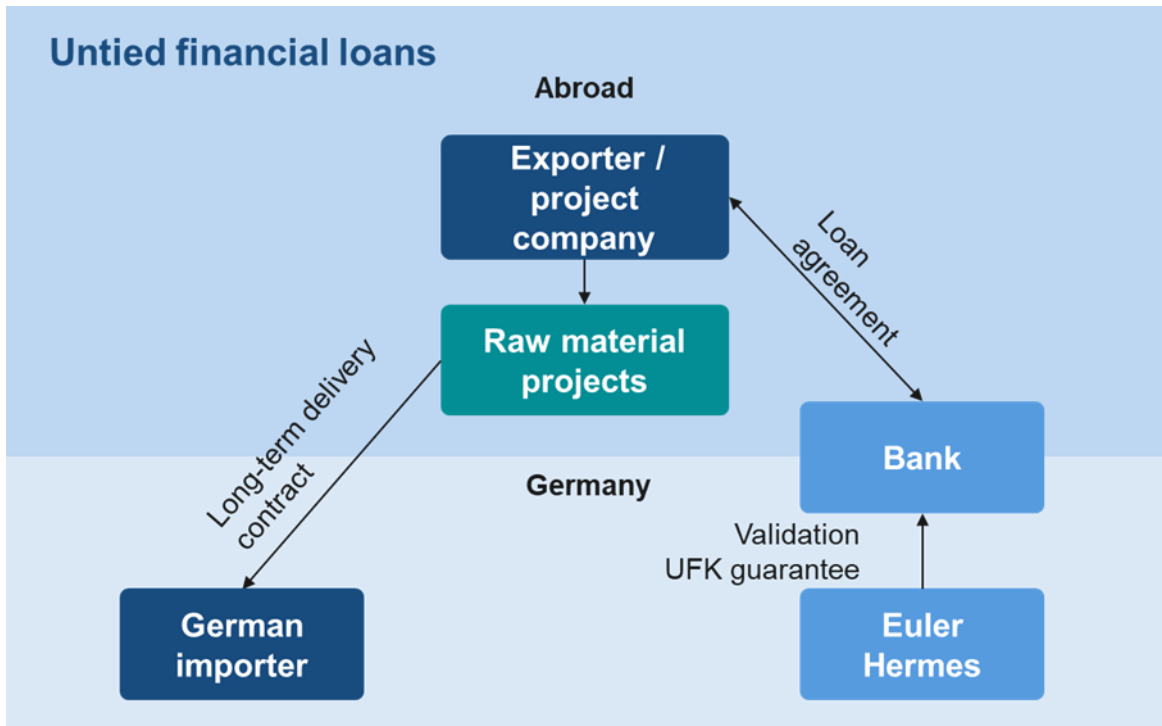 Untied financial loans
Abroad
Exporter /
project
company
Loan
agreement
Raw material
projects
Long-term delivery
contract
Bank
Germany
Validation
UFK guarantee
German
importer
Euler
Hermes